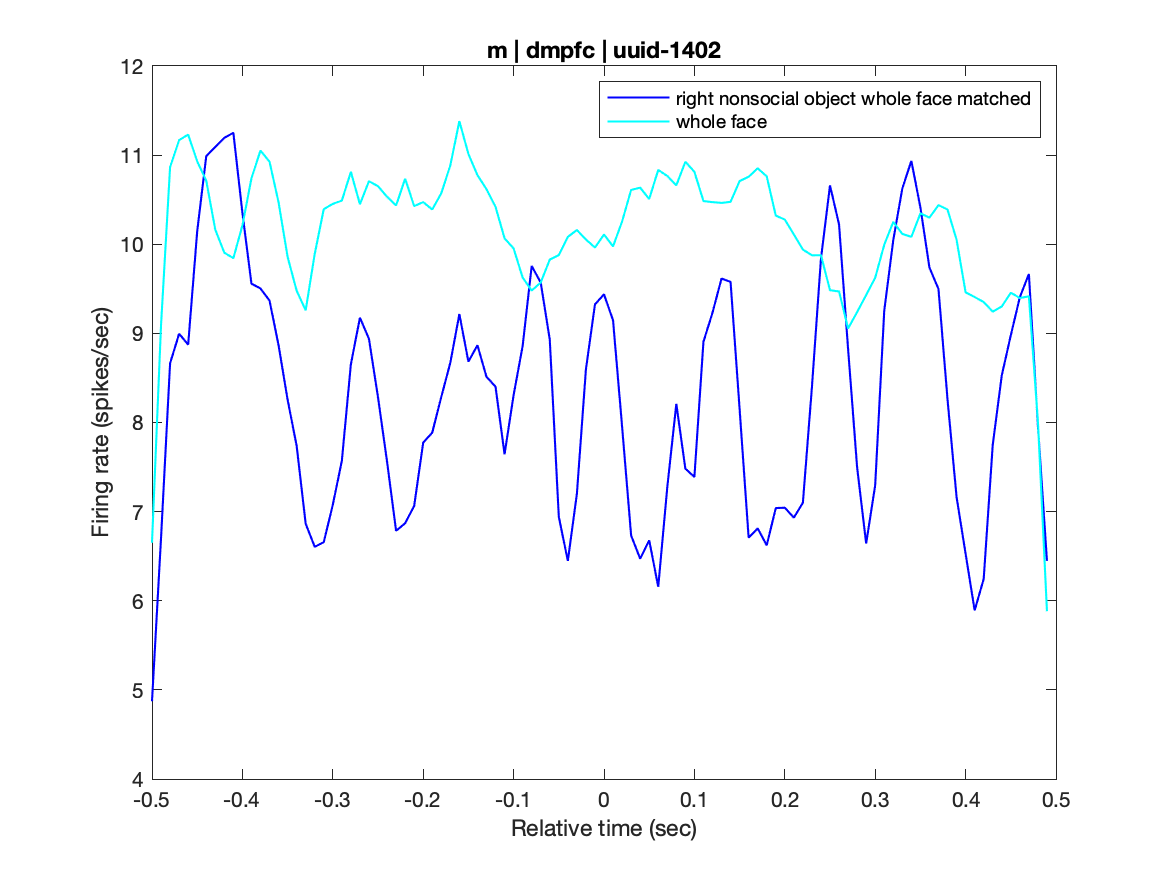 m | dmpfc | uuid-1402
right nonsocial object whole face matched
whole face
Firing rate (spikes/sec)
12
11
10
9
8
7
6
5
4
-0.5 -0.4 -0.3 -0.2 -0.1 0 0.1 0.2 0.3 0.4 0.5
Relative time (sec)